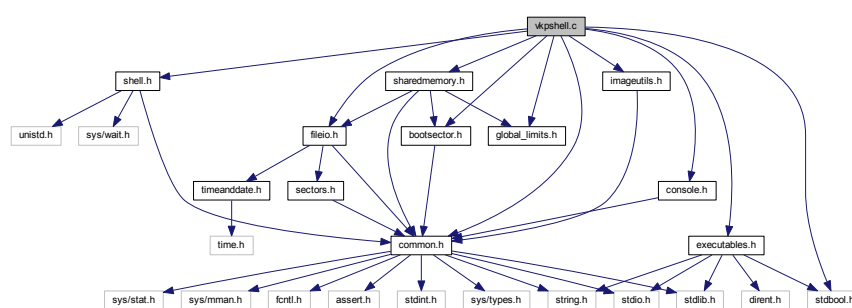 vkpshell.c
shell.h
sharedmemory.h
imageutils.h
unistd.h
sys/wait.h
fileio.h
bootsector.h
global_limits.h
timeanddate.h
sectors.h
console.h
time.h
common.h
executables.h
sys/stat.h
sys/mman.h
fcntl.h
assert.h
stdint.h
sys/types.h
string.h
stdio.h
stdlib.h
dirent.h
stdbool.h